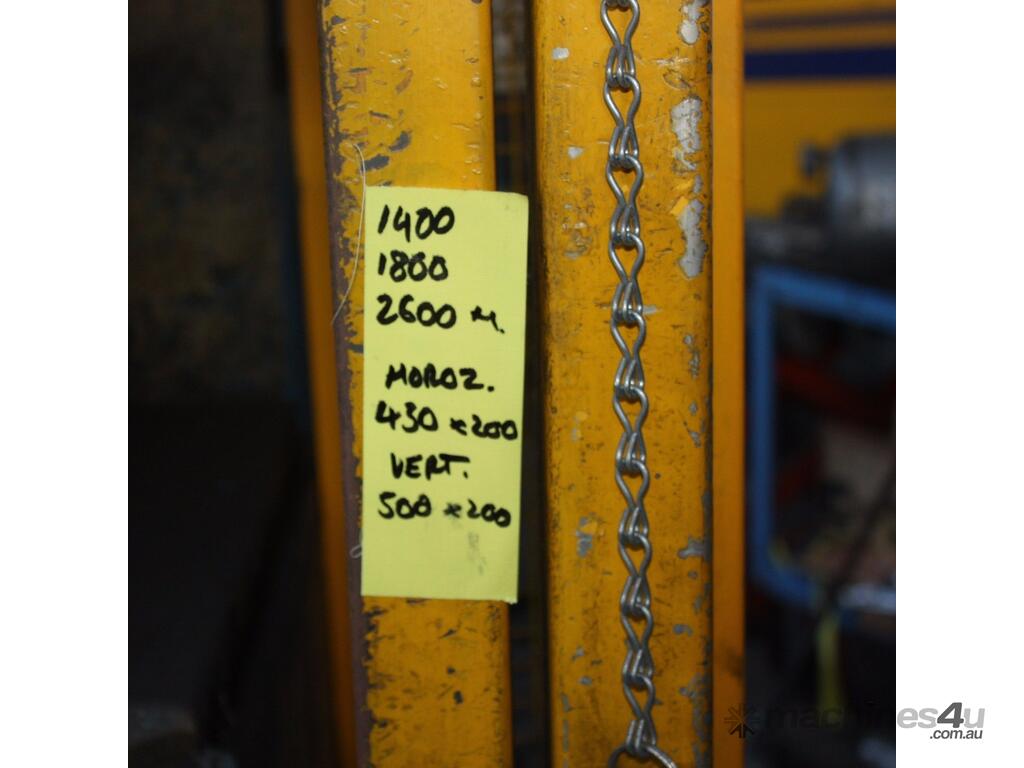 1400
1800
2600 M.
HOROZ.
430 x 200
VERT.
500 x 200
machines4u
.com.au